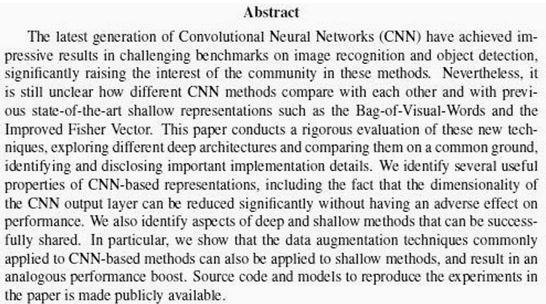 Abstract
The latest generation of Convolutional Neural Networks (CNN) have achieved im-
pressive results in challenging benchmarks on image recognition and object detection,
significantly raising the interest of the community in these methods. Nevertheless, it
is still unclear how different CNN methods compare with each other and with previ-
ous state-of-the-art shallow representations such as the Bag-of-Visual-Words and the
Improved Fisher Vector. This paper conducts a rigorous evaluation of these new tech-
niques, exploring different deep architectures and comparing them on a common ground,
identifying and disclosing important implementation details. We identify several useful
properties of CNN-based representations, including the fact that the dimensionality of
the CNN output layer can be reduced significantly without having an adverse effect on
performance. We also identify aspects of deep and shallow methods that can be success-
fully shared. In particular, we show that the data augmentation techniques commonly
applied to CNN-based methods can also be applied to shallow methods, and result in an
analogous performance boost. Source code and models to reproduce the experiments in
the paper is made publicly available.